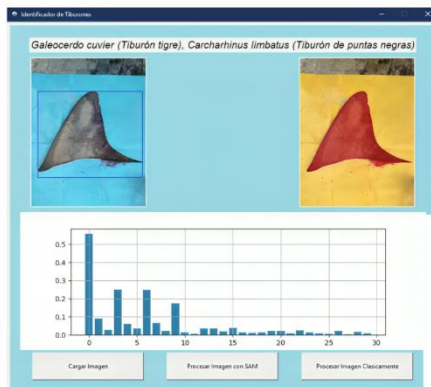 Identificador de Tiburones
Galeocerdo cuvier (Tiburón tigre), Carcharhinus limbatus (Tiburón de puntas negras)
0.5
0.4
0.3
0.2
0.1
0.0
0 5 10 15 20 25 30
Cargar Imagen Procesar Imagen con SAM Procesar Imagen Clasicamente